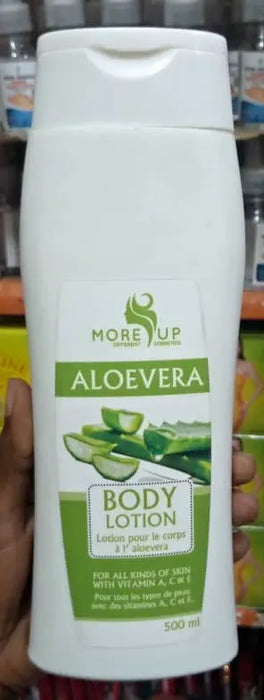 MORE UP
DIFFERENT COSMETICS
ALOEVERA
BODY
LOTION
Lotion pour le corps
à l' aloevera
FOR ALL KINDS OF SKIN
WITH VITAMIN A, C & E
Pour tous les types de peau
avec des vitamines A, C et E.
500 ml